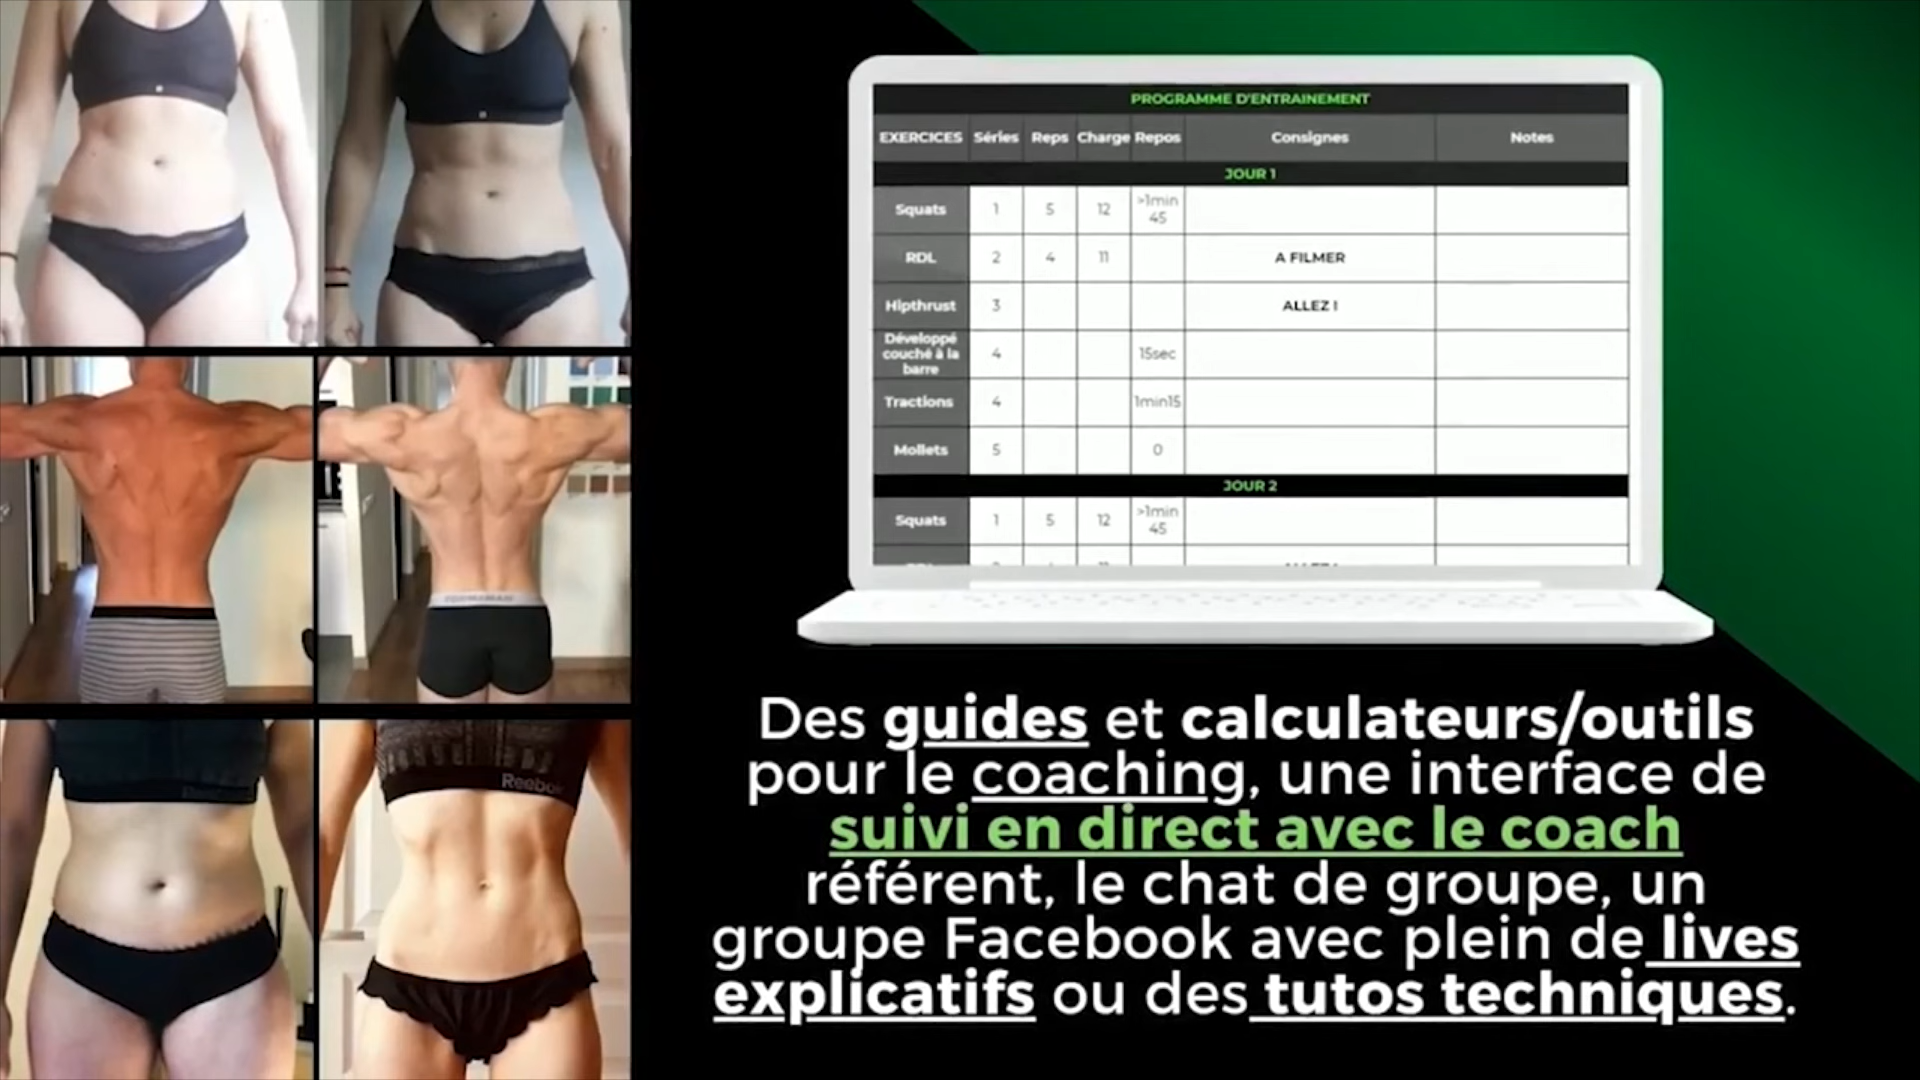 PROGRAMME D'ENTRAINEMENT
EXERCICES Séries Reps Charge Repos Consignes Notes
JOUR 1
Squats 1 5 12 >1min 45
RDL 2 4 11 A FILMER
Hipthrust 3 ALLEZ !
Développé couché à la barre 4 15sec
Tractions 4 1min15
Mollets 5 0
JOUR 2
Squats 1 5 12 >1min 45
Reebok
Des guides et calculateurs/outils
pour le coaching, une interface de
suivi en direct avec le coach
référent, le chat de groupe, un
groupe Facebook avec plein de lives
explicatifs ou des tutos techniques.